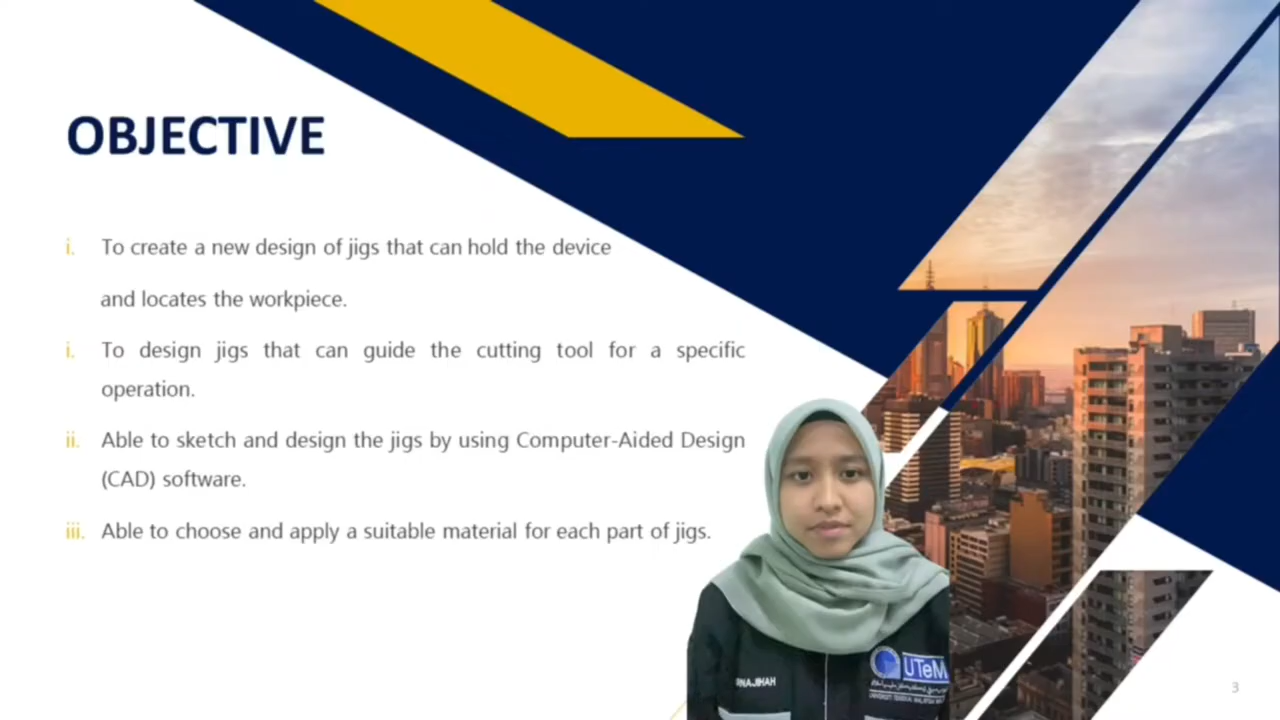 OBJECTIVE
i. To create a new design of jigs that can hold the device
and locates the workpiece.
i. To design jigs that can guide the cutting tool for a specific
operation.
ii. Able to sketch and design the jigs by using Computer-Aided Design
(CAD) software.
iii. Able to choose and apply a suitable material for each part of jigs.
UTeM
3